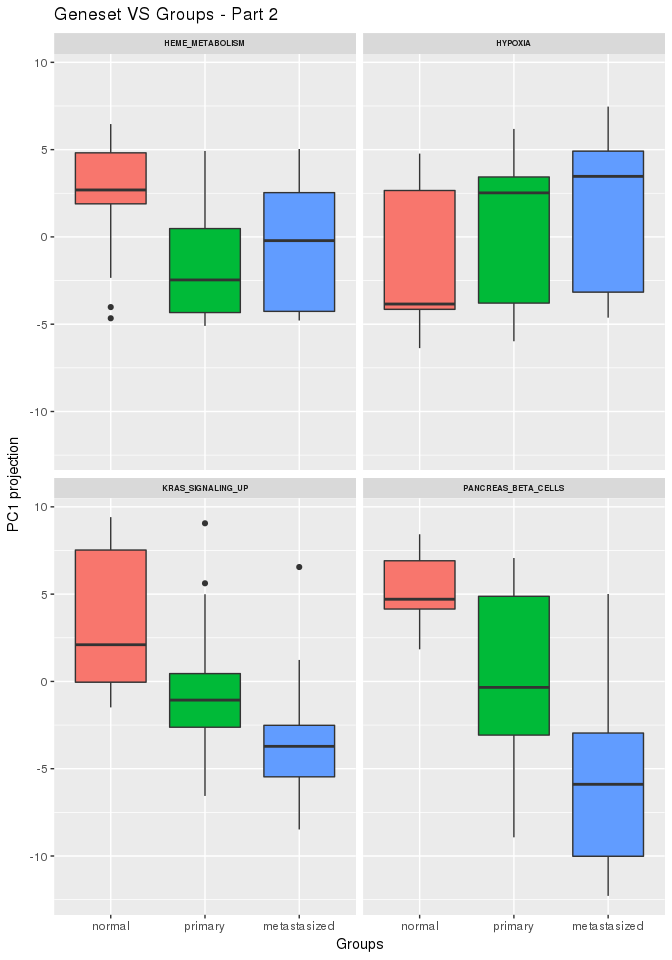 Geneset VS Groups - Part 2
HEME_METABOLISM
HYPOXIA
10
5
0
-5
-10
PC1 projection
KRAS_SIGNALING_UP
PANCREAS_BETA_CELLS
10
5
0
-5
-10
normal primary metastasized
normal primary metastasized
Groups